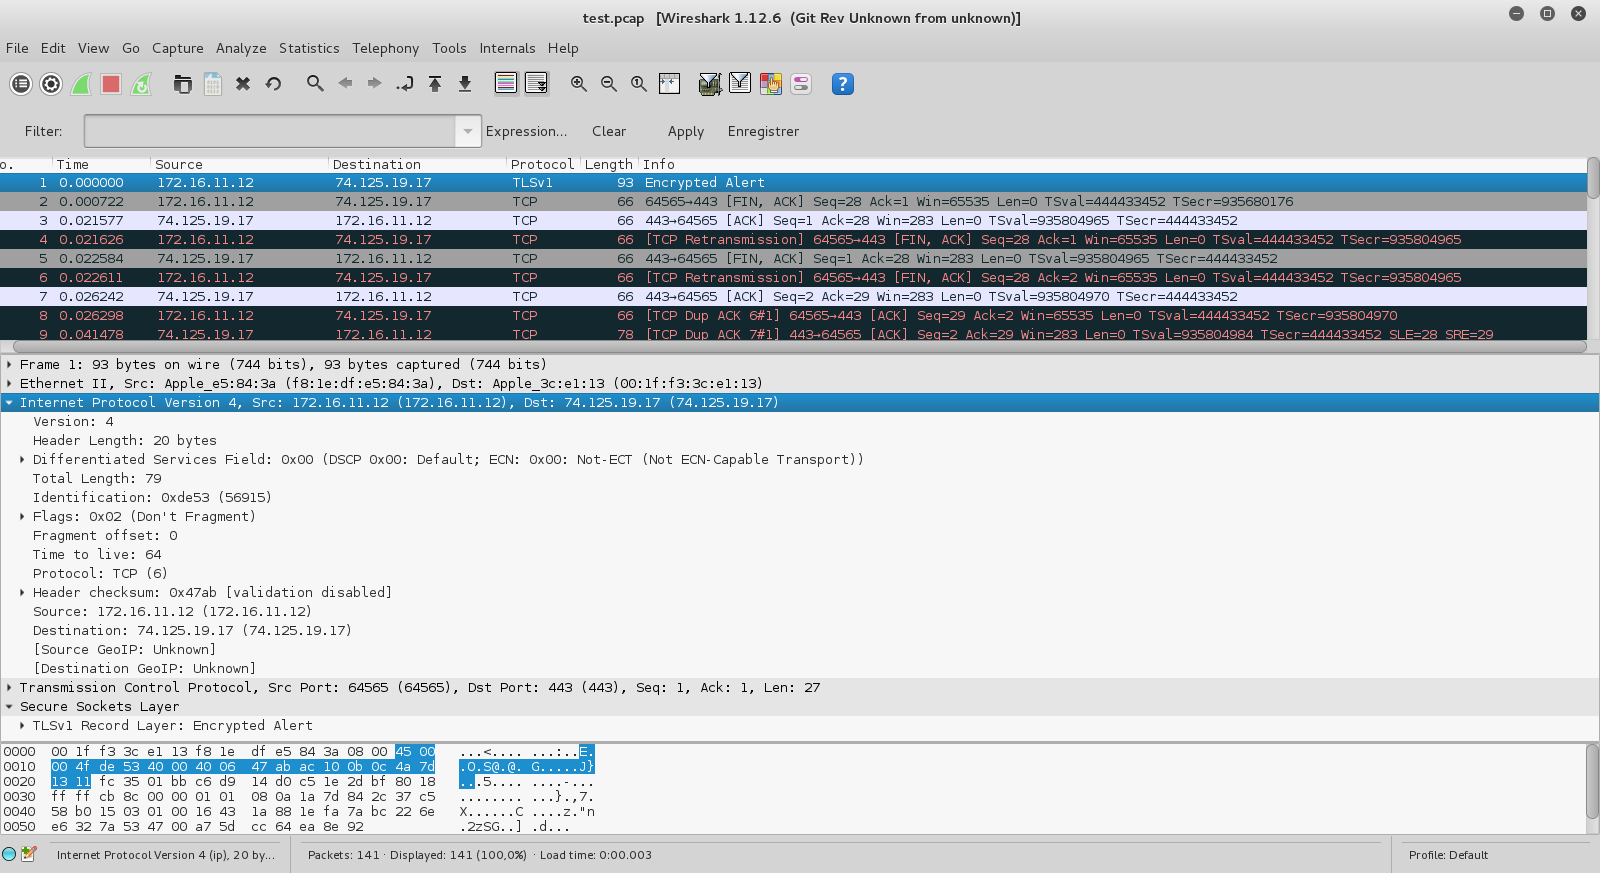 test.pcap   [Wireshark 1.12.6  (Git Rev Unknown from unknown)]
File  Edit  View  Go  Capture  Analyze  Statistics  Telephony  Tools  Internals  Help
Filter:  Expression...  Clear  Apply  Enregistrer
o.  Time  Source  Destination  Protocol  Length  Info
1 0.000000 172.16.11.12 74.125.19.17 TLSv1 93 Encrypted Alert
2 0.000722 172.16.11.12 74.125.19.17 TCP 66 64565→443 [FIN, ACK] Seq=28 Ack=1 Win=65535 Len=0 TSval=444433452 TSecr=935680176
3 0.021577 74.125.19.17 172.16.11.12 TCP 66 443→64565 [ACK] Seq=1 Ack=28 Win=283 Len=0 TSval=935804965 TSecr=444433452
4 0.021626 172.16.11.12 74.125.19.17 TCP 66 [TCP Retransmission] 64565→443 [FIN, ACK] Seq=28 Ack=1 Win=65535 Len=0 TSval=444433452 TSecr=935804965
5 0.022584 74.125.19.17 172.16.11.12 TCP 66 443→64565 [FIN, ACK] Seq=1 Ack=28 Win=283 Len=0 TSval=935804965 TSecr=444433452
6 0.022611 172.16.11.12 74.125.19.17 TCP 66 [TCP Retransmission] 64565→443 [FIN, ACK] Seq=28 Ack=2 Win=65535 Len=0 TSval=444433452 TSecr=935804965
7 0.026242 74.125.19.17 172.16.11.12 TCP 66 443→64565 [ACK] Seq=2 Ack=29 Win=283 Len=0 TSval=935804970 TSecr=444433452
8 0.026298 172.16.11.12 74.125.19.17 TCP 66 [TCP Dup ACK 6#1] 64565→443 [ACK] Seq=29 Ack=2 Win=65535 Len=0 TSval=444433452 TSecr=935804970
9 0.041478 74.125.19.17 172.16.11.12 TCP 78 [TCP Dup ACK 7#1] 443→64565 [ACK] Seq=2 Ack=29 Win=283 Len=0 TSval=935804984 TSecr=444433452 SLE=28 SRE=29
Frame 1: 93 bytes on wire (744 bits), 93 bytes captured (744 bits)
Ethernet II, Src: Apple_e5:84:3a (f8:1e:df:e5:84:3a), Dst: Apple_3c:e1:13 (00:1f:f3:3c:e1:13)
Internet Protocol Version 4, Src: 172.16.11.12 (172.16.11.12), Dst: 74.125.19.17 (74.125.19.17)
Version: 4
Header Length: 20 bytes
Differentiated Services Field: 0x00 (DSCP 0x00: Default; ECN: 0x00: Not-ECT (Not ECN-Capable Transport))
Total Length: 79
Identification: 0xde53 (56915)
Flags: 0x02 (Don't Fragment)
Fragment offset: 0
Time to live: 64
Protocol: TCP (6)
Header checksum: 0x47ab [validation disabled]
Source: 172.16.11.12 (172.16.11.12)
Destination: 74.125.19.17 (74.125.19.17)
[Source GeoIP: Unknown]
[Destination GeoIP: Unknown]
Transmission Control Protocol, Src Port: 64565 (64565), Dst Port: 443 (443), Seq: 1, Ack: 1, Len: 27
Secure Sockets Layer
TLSv1 Record Layer: Encrypted Alert
0000  00 1f f3 3c e1 13 f8 1e  df e5 84 3a 08 00 45 00   ...<.... ...:..E.
0010  00 4f de 53 40 00 40 06  47 ab ac 10 0b 0c 4a 7d   .O.S@.@. G.....J}
0020  13 11 fc 35 01 bb c6 d9  14 d0 c5 1e 2d bf 80 18   ...5.... ....-...
0030  ff ff cb 8c 00 00 01 01  08 0a 1a 7d 84 2c 37 c5   ........ ...}.,7.
0040  58 b0 15 03 01 00 16 43  1a 88 1e fa 7a bc 22 6e   X......C ....z."n
0050  e6 32 7a 53 47 00 a7 5d  cc 64 ea 8e 92   .2zSG..] .d...
Internet Protocol Version 4 (ip), 20 by...  Packets: 141 · Displayed: 141 (100,0%)  · Load time: 0:00.003  Profile: Default